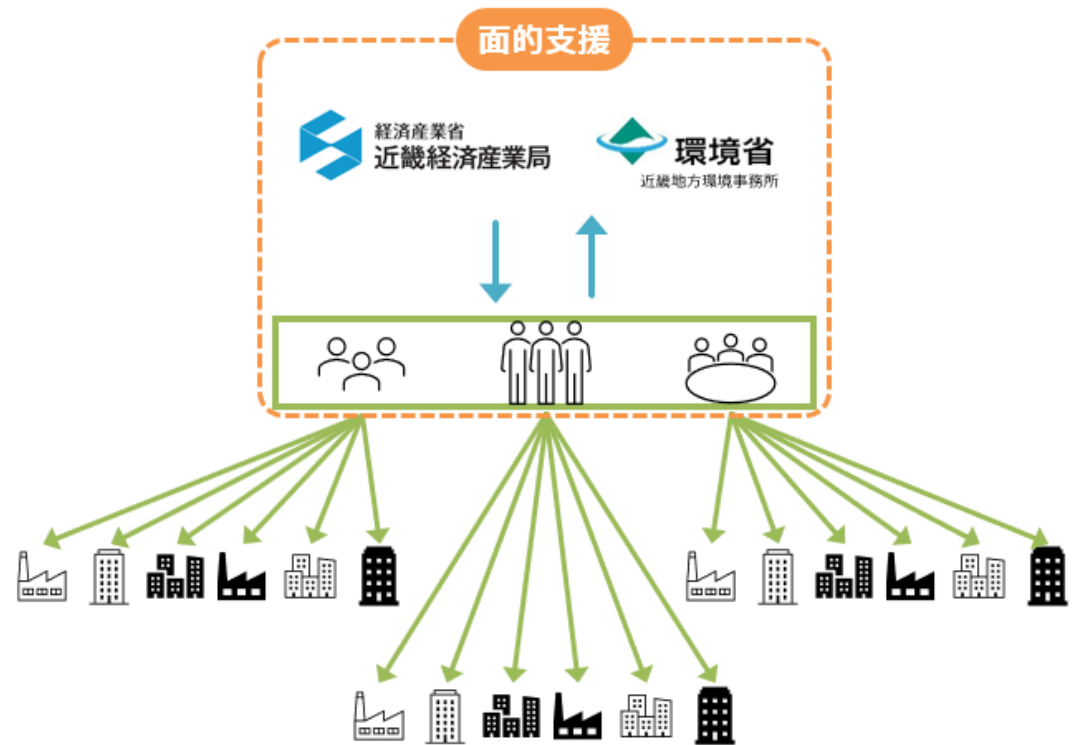 面的支援
経済産業省
近畿経済産業局
環境省
近畿地方環境事務所